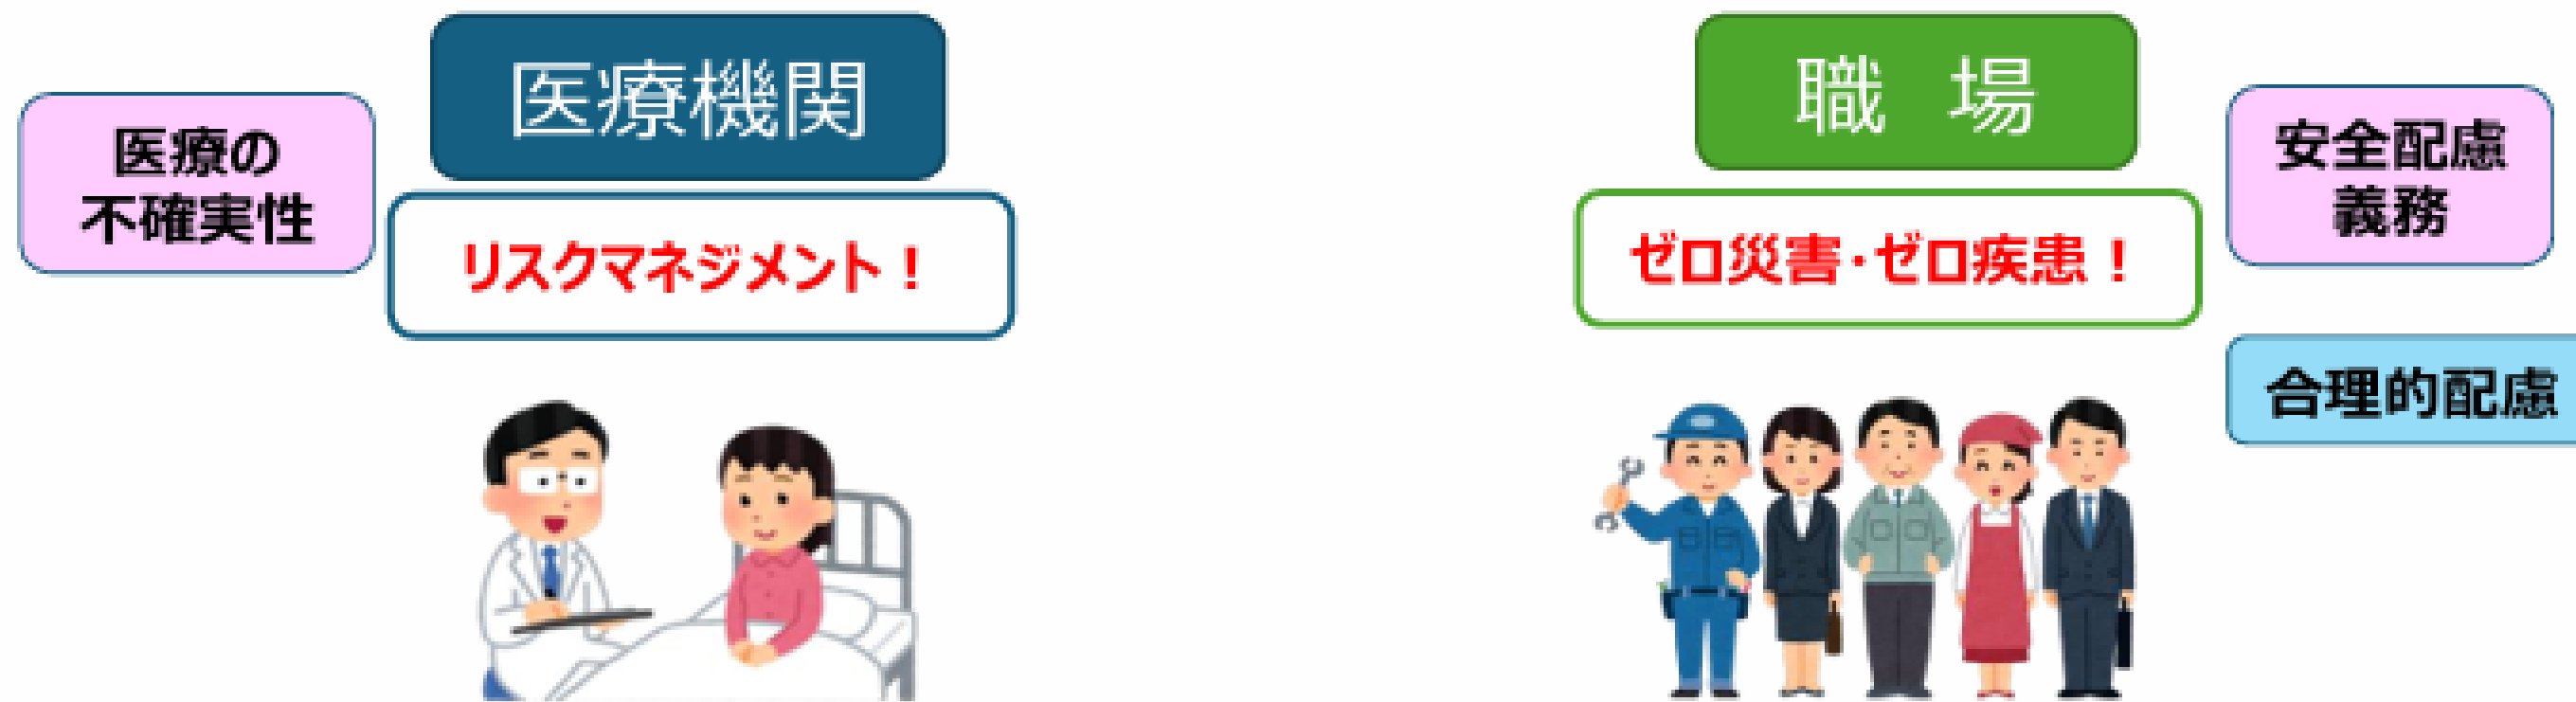 医療機関
医療の
不確実性
リスクマネジメント！
職 場
安全配慮
義務
ゼロ災害・ゼロ疾患！
合理的配慮